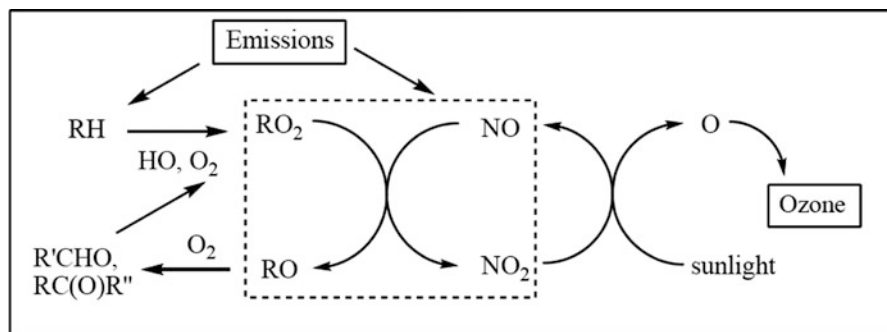 Emissions
RH
RO₂
NO
O
HO, O₂
Ozone
R'CHO,
RC(O)R"
O₂
RO
NO₂
sunlight